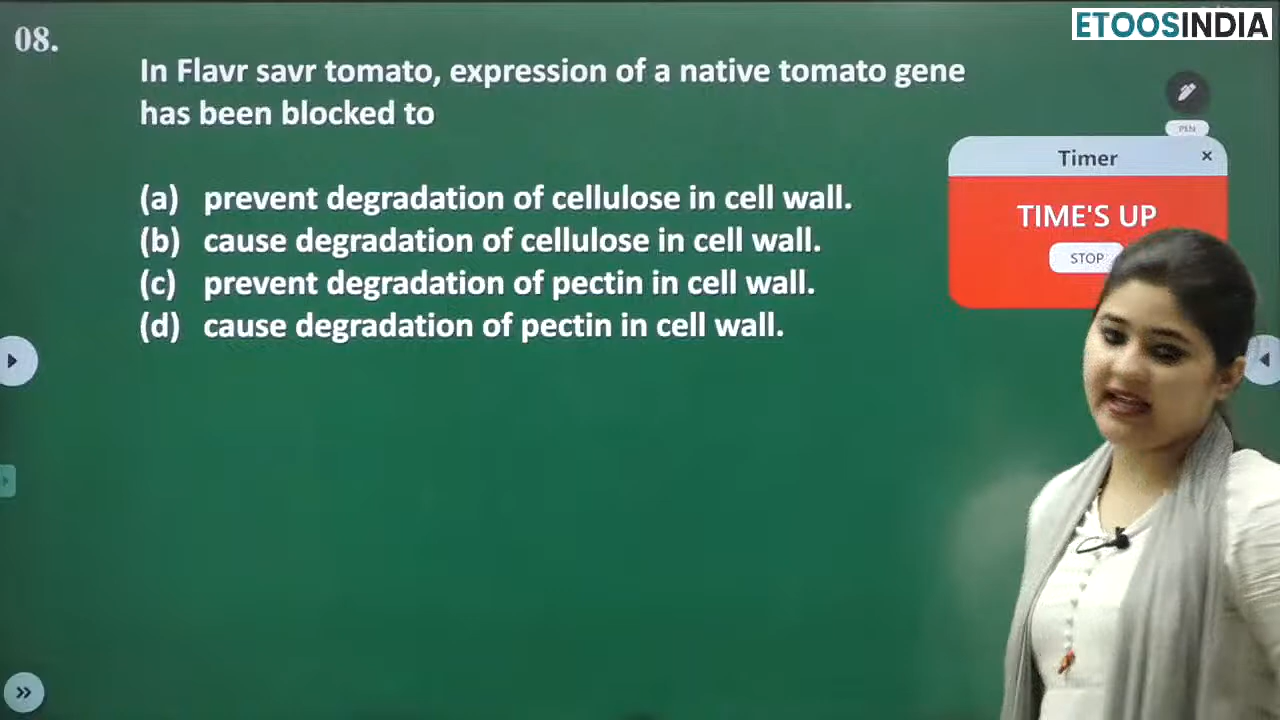 ETOOSINDIA
08.
In Flavr savr tomato, expression of a native tomato gene
has been blocked to
PEN
Timer ×
TIME'S UP
STOP
(a) prevent degradation of cellulose in cell wall.
(b) cause degradation of cellulose in cell wall.
(c) prevent degradation of pectin in cell wall.
(d) cause degradation of pectin in cell wall.